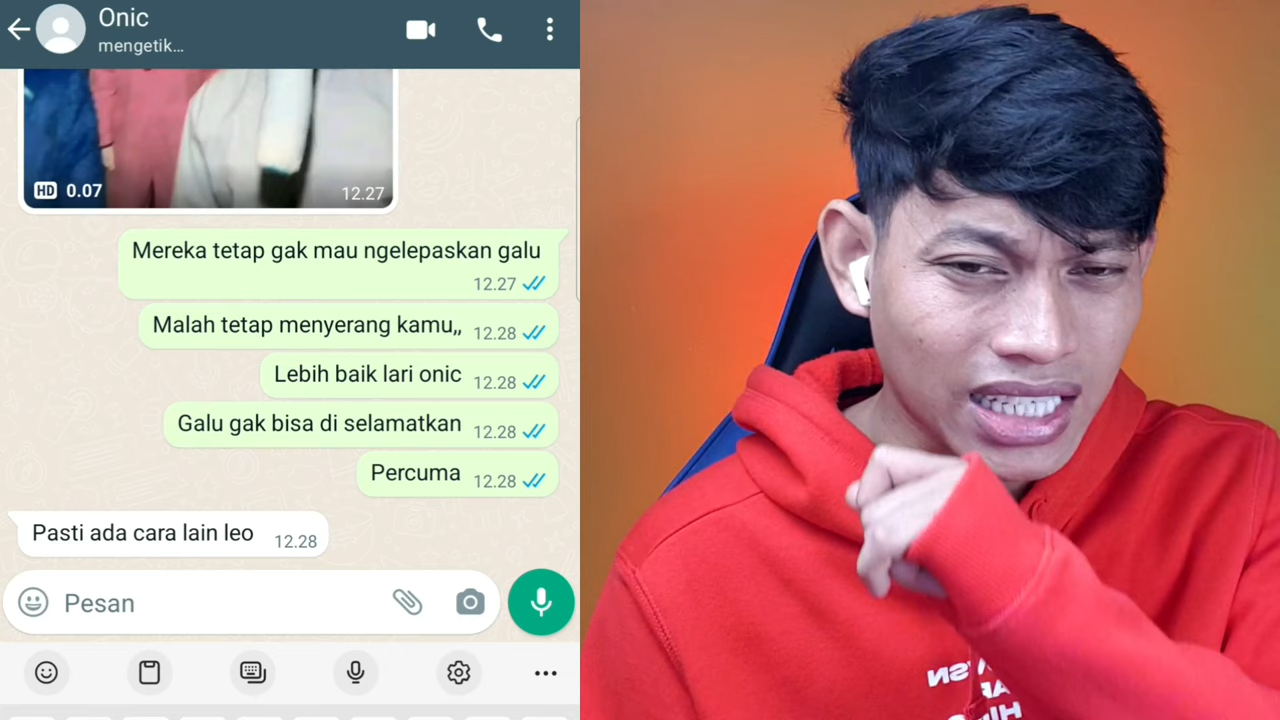 Onic
mengetik...
HD 0.07
12.27
Mereka tetap gak mau ngelepaskan galu
12.27
Malah tetap menyerang kamu,, 12.28
Lebih baik lari onic 12.28
Galu gak bisa di selamatkan 12.28
Percuma 12.28
Pasti ada cara lain leo 12.28
Pesan